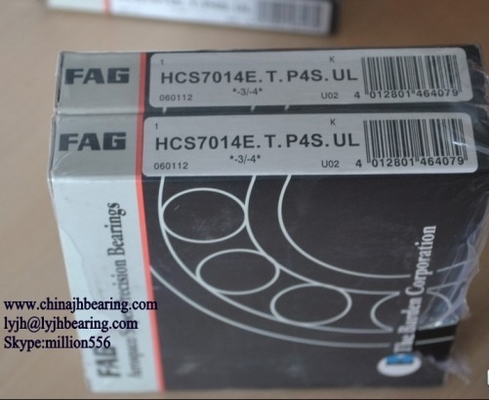 1
K
FAG
HCS7014E.T.P4S.UL
*-3/-4*
060112
U02
4 012801 464079
1
K
FAG
HCS7014E.T.P4S.UL
*-3/-4*
060112
U02
4 012801 464079
FAG
Aerospace Super Precision Bearings
The Barden Corporation
www.chinajhbearing.com
lyjh@lyjhbearing.com
Skype:million556